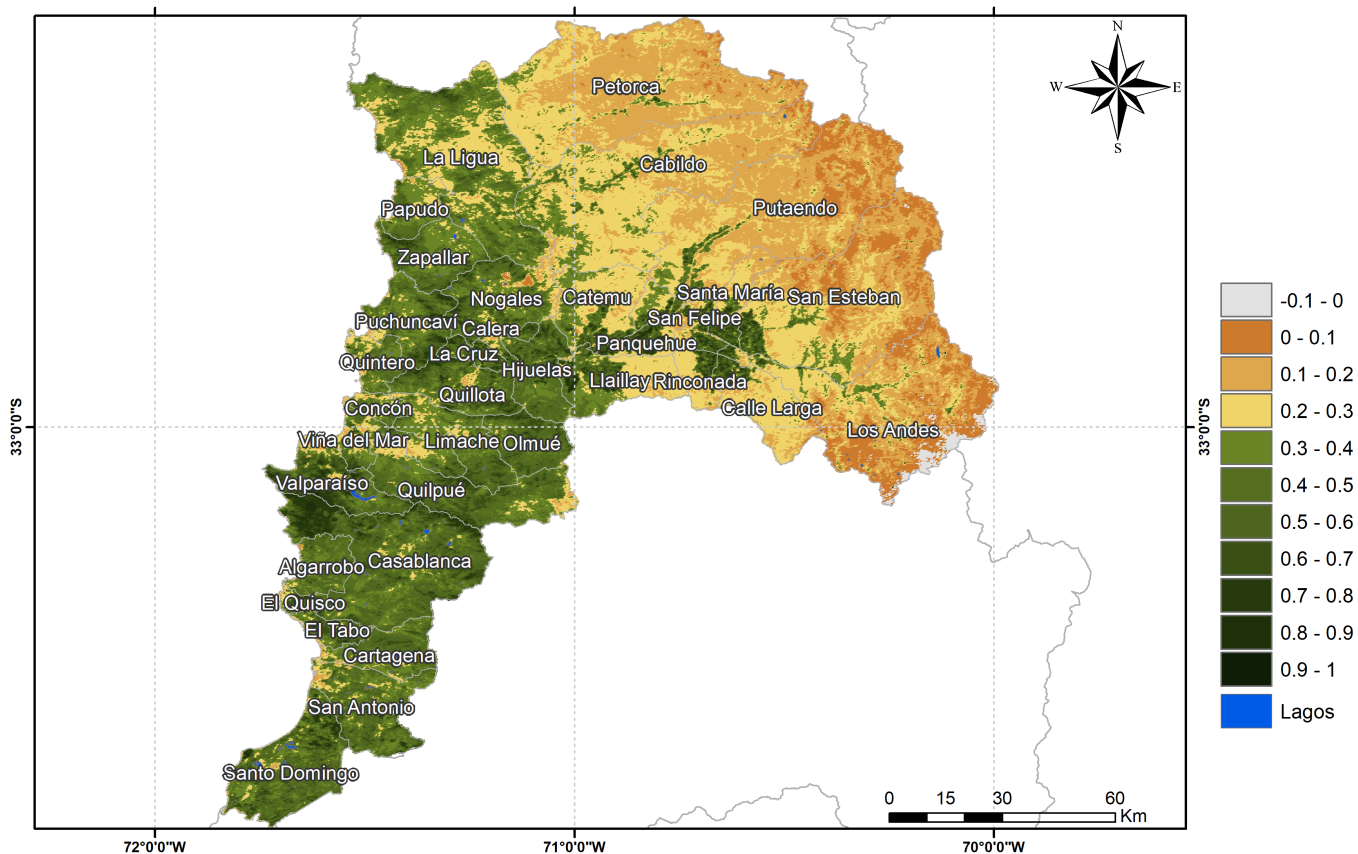 N
W E
S
Petorca
La Ligua
Cabildo
Papudo
Putaendo
Zapallar
Nogales
Catemu
Santa María
San Esteban
Puchuncaví
Calera
San Felipe
Quintero
La Cruz
Panquehue
Hijuelas
Llaillay
Rinconada
Quillota
Concón
Calle Larga
Viña del Mar
Limache
Olmué
Los Andes
Valparaíso
Quilpué
Algarrobo
Casablanca
El Quisco
El Tabo
Cartagena
San Antonio
Santo Domingo
33°0'0"S
33°0'0"S
-0.1 - 0
0 - 0.1
0.1 - 0.2
0.2 - 0.3
0.3 - 0.4
0.4 - 0.5
0.5 - 0.6
0.6 - 0.7
0.7 - 0.8
0.8 - 0.9
0.9 - 1
Lagos
0 15 30 60
Km
72°0'0"W
71°0'0"W
70°0'0"W